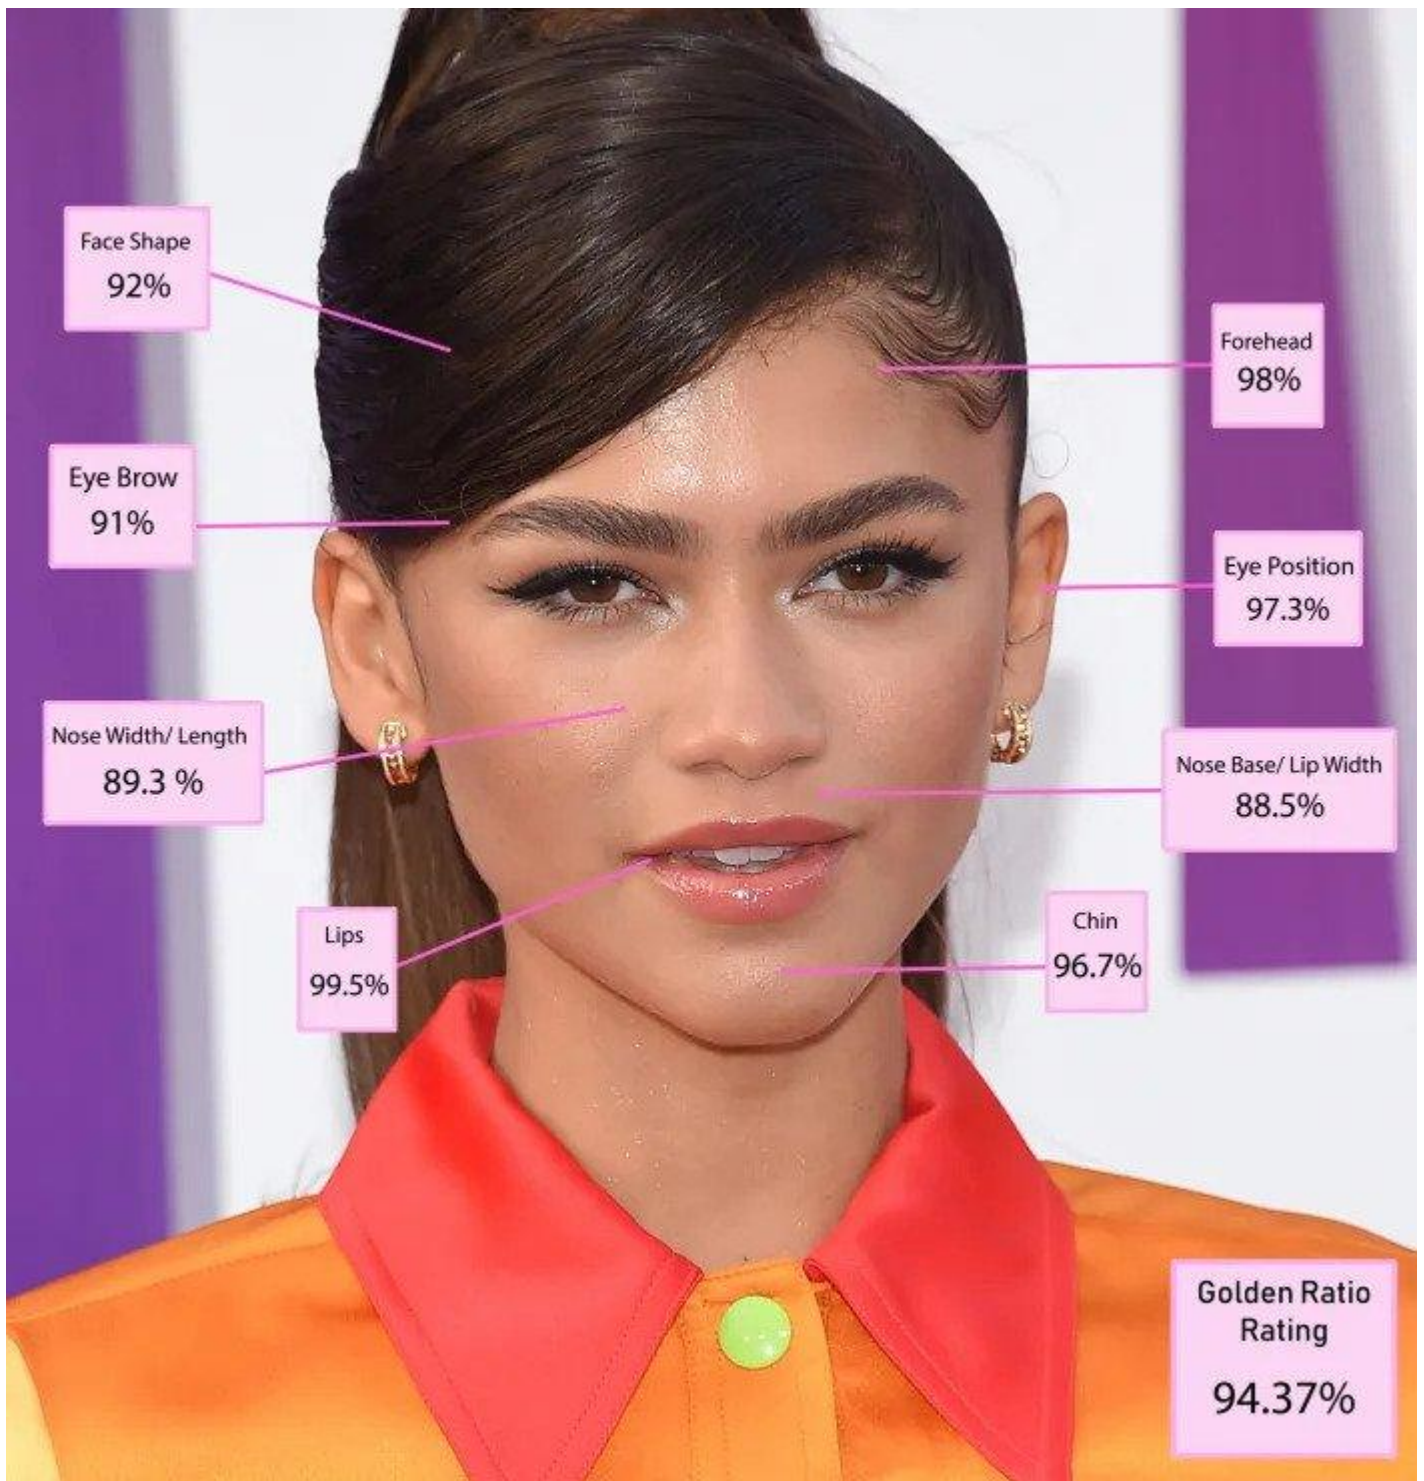 Face Shape
92%
Forehead
98%
Eye Brow
91%
Eye Position
97.3%
Nose Width/ Length
89.3 %
Nose Base/ Lip Width
88.5%
Lips
99.5%
Chin
96.7%
Golden Ratio
Rating
94.37%